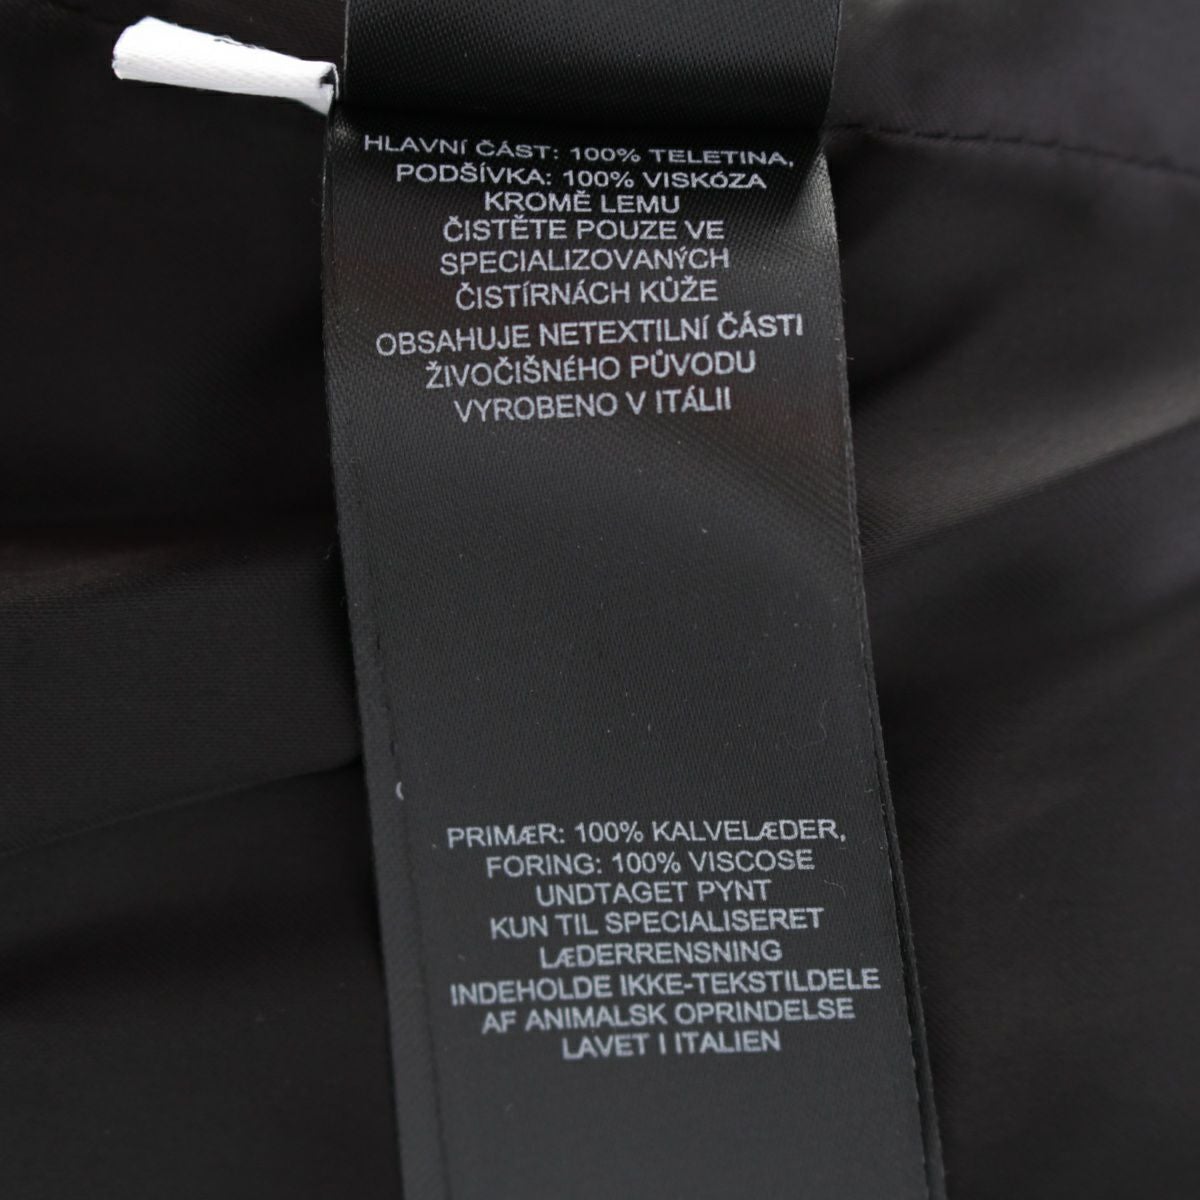 HLAVNÍ ČÁST: 100% TELETINA,
PODŠÍVKA: 100% VISKÓZA
KROMĚ LEMU
ČISTĚTE POUZE VE
SPECIALIZOVANÝCH
ČISTÍRNÁCH KŮŽE
OBSAHUJE NETEXTILNÍ ČÁSTI
ŽIVOČIŠNÉHO PŮVODU
VYROBENO V ITÁLII
PRIMÆR: 100% KALVELÆDER,
FORING: 100% VISCOSE
UNDTAGET PYNT
KUN TIL SPECIALISERET
LÆDERRENSNING
INDEHOLDE IKKE-TEKSTILDELE
AF ANIMALSK OPRINDELSE
LAVET I ITALIEN